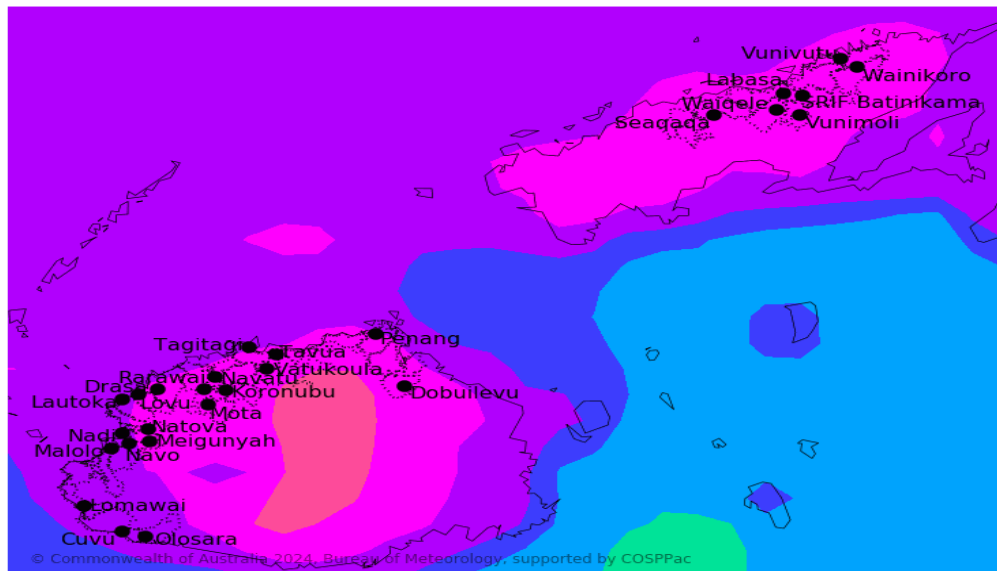 Vunivutu
Wainikoro
Labasa
Waiqele
SRIF Batinikama
Seaqaqa
Vunimoli
Tagitagi
Tavua
Penang
Vatukoula
Rarawai
Navatu
Drasa
Koronubu
Dobuilevu
Lautoka
Lovu
Mota
Natova
Nadi
Meigunyah
Malolo
Navo
Lomawai
Cuvu
Olosara
© Commonwealth of Australia 2024, Bureau of Meteorology, supported by COSPPac